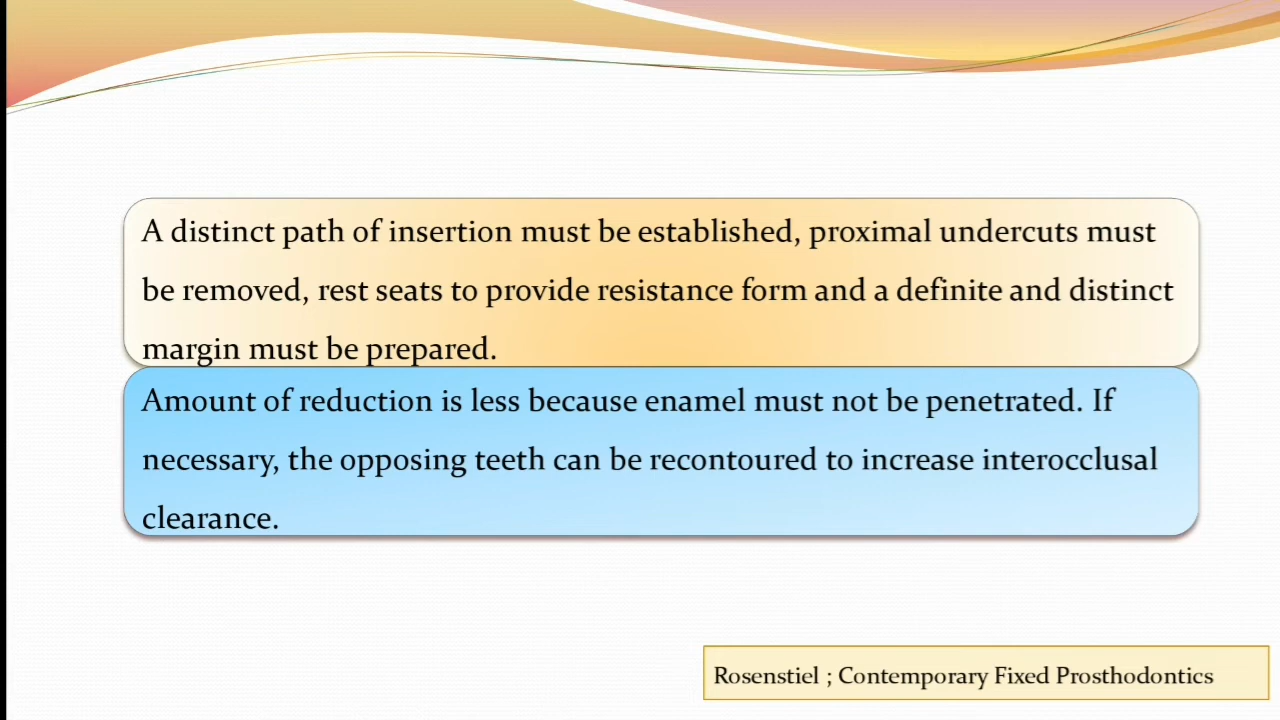 A distinct path of insertion must be established, proximal undercuts must
be removed, rest seats to provide resistance form and a definite and distinct
margin must be prepared.
Amount of reduction is less because enamel must not be penetrated. If
necessary, the opposing teeth can be recontoured to increase interocclusal
clearance.
Rosenstiel ; Contemporary Fixed Prosthodontics